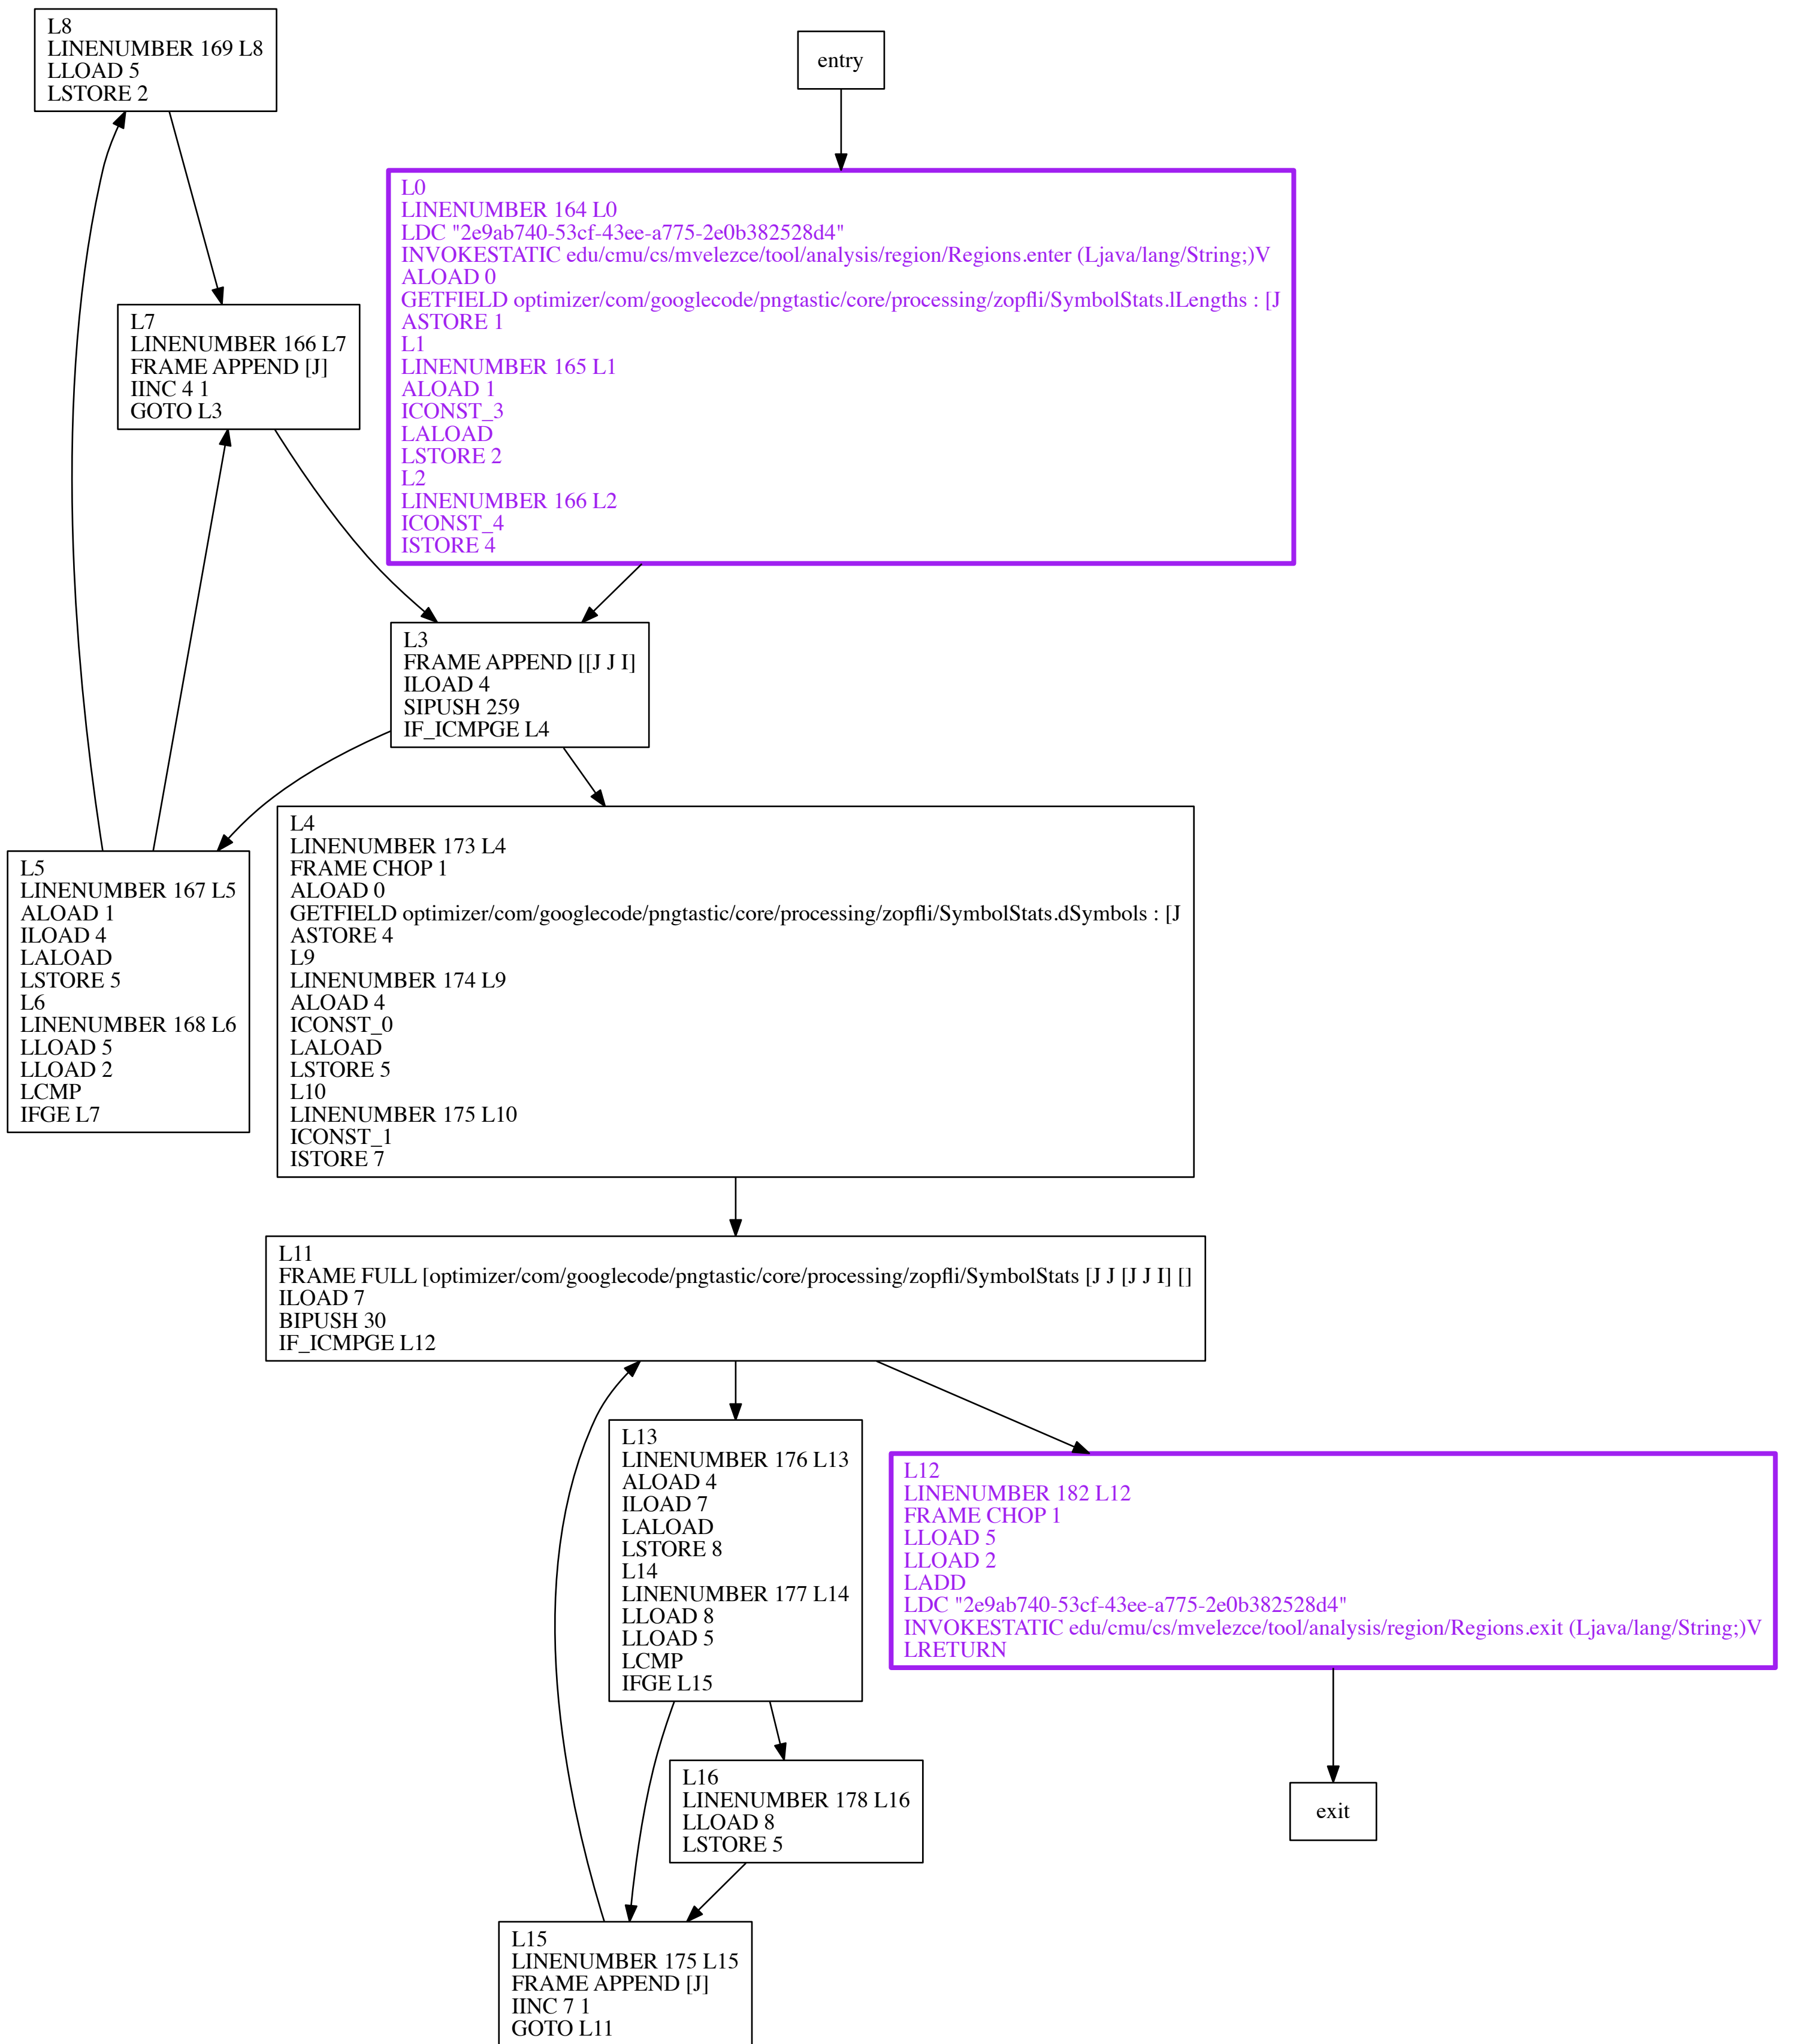 L8
LINENUMBER 169 L8
LLOAD 5
LSTORE 2
entry
L0
LINENUMBER 164 L0
LDC "2e9ab740-53cf-43ee-a775-2e0b382528d4"
INVOKESTATIC edu/cmu/cs/mvelezce/tool/analysis/region/Regions.enter (Ljava/lang/String;)V
ALOAD 0
GETFIELD optimizer/com/googlecode/pngtastic/core/processing/zopfli/SymbolStats.lLengths : [J
ASTORE 1
L1
LINENUMBER 165 L1
ALOAD 1
ICONST_3
LALOAD
LSTORE 2
L2
LINENUMBER 166 L2
ICONST_4
ISTORE 4
L7
LINENUMBER 166 L7
FRAME APPEND [J]
IINC 4 1
GOTO L3
L3
FRAME APPEND [[J J I]
ILOAD 4
SIPUSH 259
IF_ICMPGE L4
L5
LINENUMBER 167 L5
ALOAD 1
ILOAD 4
LALOAD
LSTORE 5
L6
LINENUMBER 168 L6
LLOAD 5
LLOAD 2
LCMP
IFGE L7
L4
LINENUMBER 173 L4
FRAME CHOP 1
ALOAD 0
GETFIELD optimizer/com/googlecode/pngtastic/core/processing/zopfli/SymbolStats.dSymbols : [J
ASTORE 4
L9
LINENUMBER 174 L9
ALOAD 4
ICONST_0
LALOAD
LSTORE 5
L10
LINENUMBER 175 L10
ICONST_1
ISTORE 7
L11
FRAME FULL [optimizer/com/googlecode/pngtastic/core/processing/zopfli/SymbolStats [J J [J J I] []
ILOAD 7
BIPUSH 30
IF_ICMPGE L12
L13
LINENUMBER 176 L13
ALOAD 4
ILOAD 7
LALOAD
LSTORE 8
L14
LINENUMBER 177 L14
LLOAD 8
LLOAD 5
LCMP
IFGE L15
L12
LINENUMBER 182 L12
FRAME CHOP 1
LLOAD 5
LLOAD 2
LADD
LDC "2e9ab740-53cf-43ee-a775-2e0b382528d4"
INVOKESTATIC edu/cmu/cs/mvelezce/tool/analysis/region/Regions.exit (Ljava/lang/String;)V
LRETURN
L16
LINENUMBER 178 L16
LLOAD 8
LSTORE 5
exit
L15
LINENUMBER 175 L15
FRAME APPEND [J]
IINC 7 1
GOTO L11